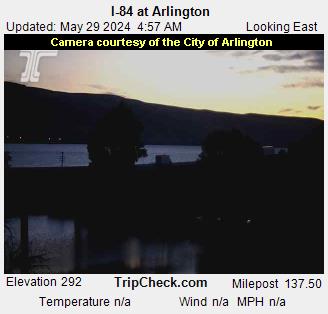 I-84 at Arlington
Updated: May 29 2024 4:57 AM Looking East
Camera courtesy of the City of Arlington
Elevation 292 TripCheck.com Milepost 137.50
Temperature n/a Wind n/a MPH n/a